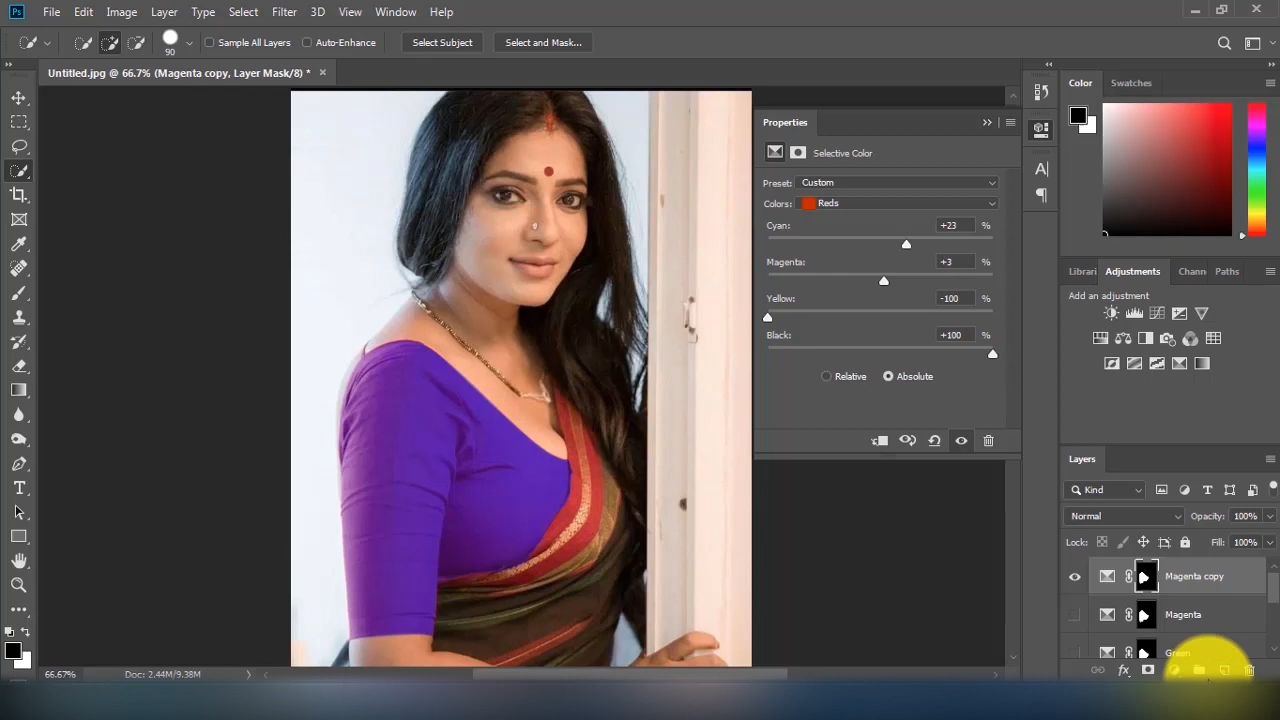 Ps File Edit Image Layer Type Select Filter 3D View Window Help
90 Sample All Layers Auto-Enhance Select Subject Select and Mask...
Untitled.jpg @ 66.7% (Magenta copy, Layer Mask/8) * ×
Color Swatches
Properties
Selective Color
Preset: Custom
Colors: Reds
Cyan: +23 %
Magenta: +3 %
Yellow: -100 %
Black: +100 %
Relative Absolute
Librari Adjustments Chann Paths
Add an adjustment
Layers
Kind
Normal Opacity: 100%
Lock: Fill: 100%
Magenta copy
Magenta
Green
66.67% Doc: 2.44M/9.38M